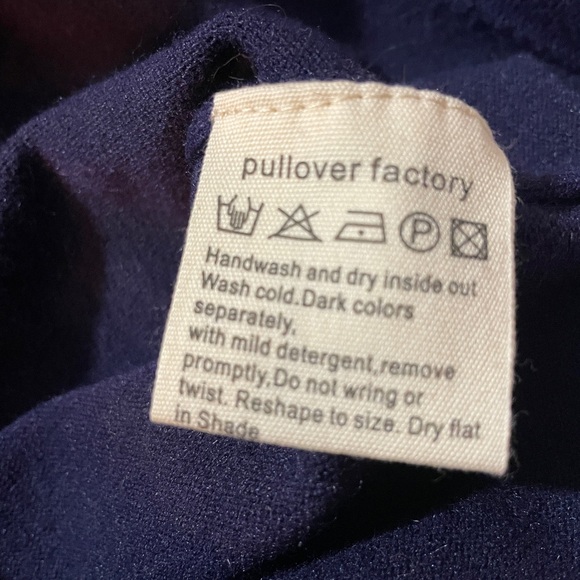 pullover factory
P
Handwash and dry inside out
Wash cold.Dark colors
separately,
with mild detergent,remove
promptly,Do not wring or
twist. Reshape to size. Dry flat
in Shade